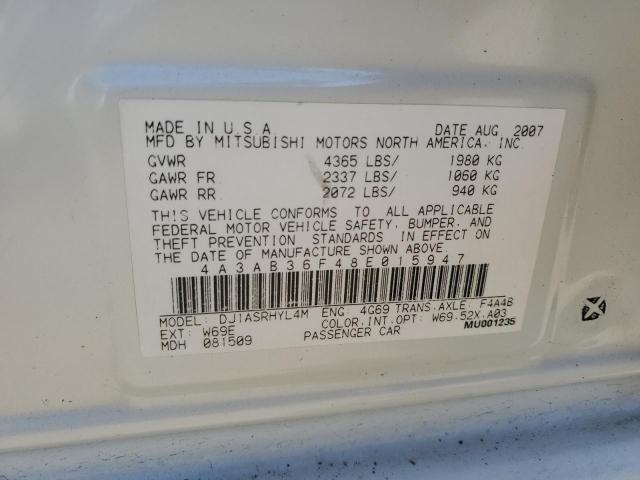 MADE IN U.S.A. DATE AUG, 2007
MFD BY MITSUBISHI MOTORS NORTH AMERICA, INC.
GVWR 4365 LBS/ 1980 KG
GAWR FR 2337 LBS/ 1060 KG
GAWR RR 2072 LBS/ 940 KG
THIS VEHICLE CONFORMS TO ALL APPLICABLE
FEDERAL MOTOR VEHICLE SAFETY, BUMPER, AND
THEFT PREVENTION STANDARDS IN EFFECT ON
THE DATE OF MANUFACTURE SHOWN ABOVE.
4A3AB36F48E015947
MODEL: DJ1ASRHYL4M ENG: 4G69 TRANS.AXLE: F4A4B
EXT: W69E COLOR,INT,OPT: W69.52X.A03
MDH 081509 PASSENGER CAR MU001235